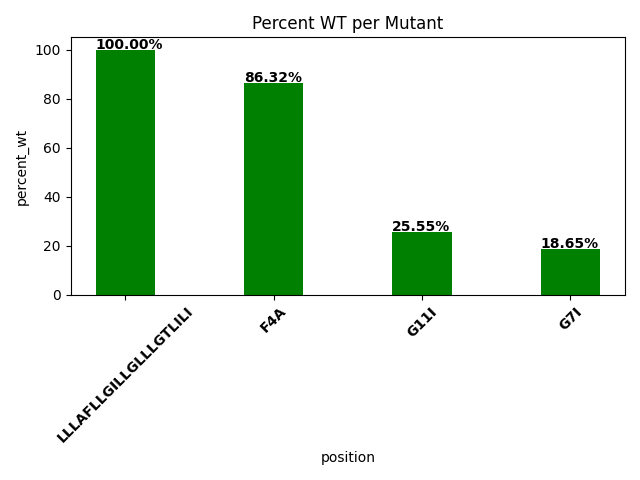 Percent WT per Mutant
100.00%
86.32%
25.55%
18.65%
percent_wt
100
80
60
40
20
0
LLLAFLLGILLGLLLGTLILI
F4A
G11I
G7I
position